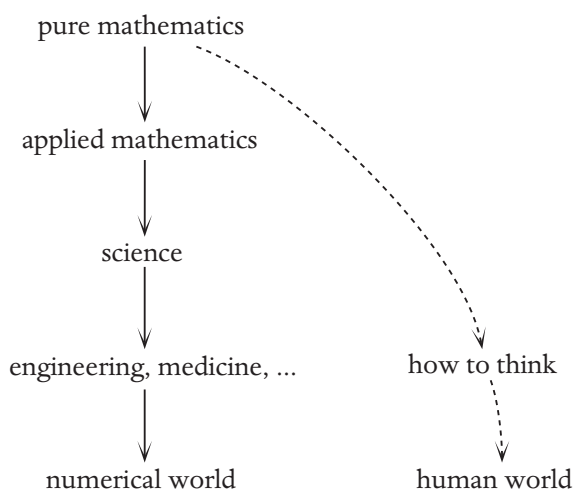 pure mathematics
applied mathematics
science
engineering, medicine, ...
how to think
numerical world
human world